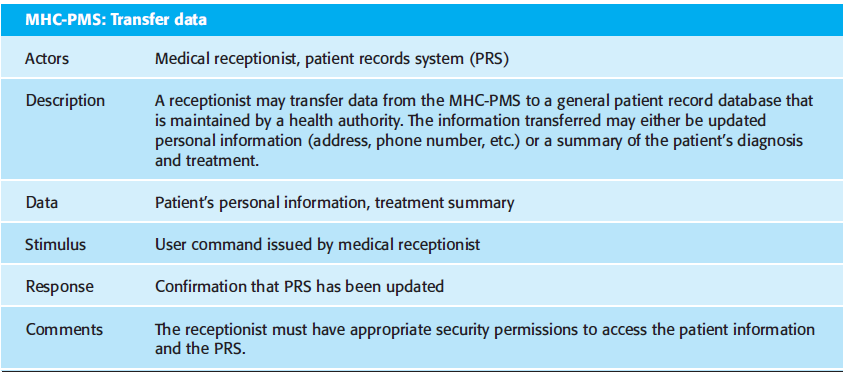 MHC-PMS: Transfer data
Actors Medical receptionist, patient records system (PRS)
Description A receptionist may transfer data from the MHC-PMS to a general patient record database that
is maintained by a health authority. The information transferred may either be updated
personal information (address, phone number, etc.) or a summary of the patient's diagnosis
and treatment.
Data Patient's personal information, treatment summary
Stimulus User command issued by medical receptionist
Response Confirmation that PRS has been updated
Comments The receptionist must have appropriate security permissions to access the patient information
and the PRS.